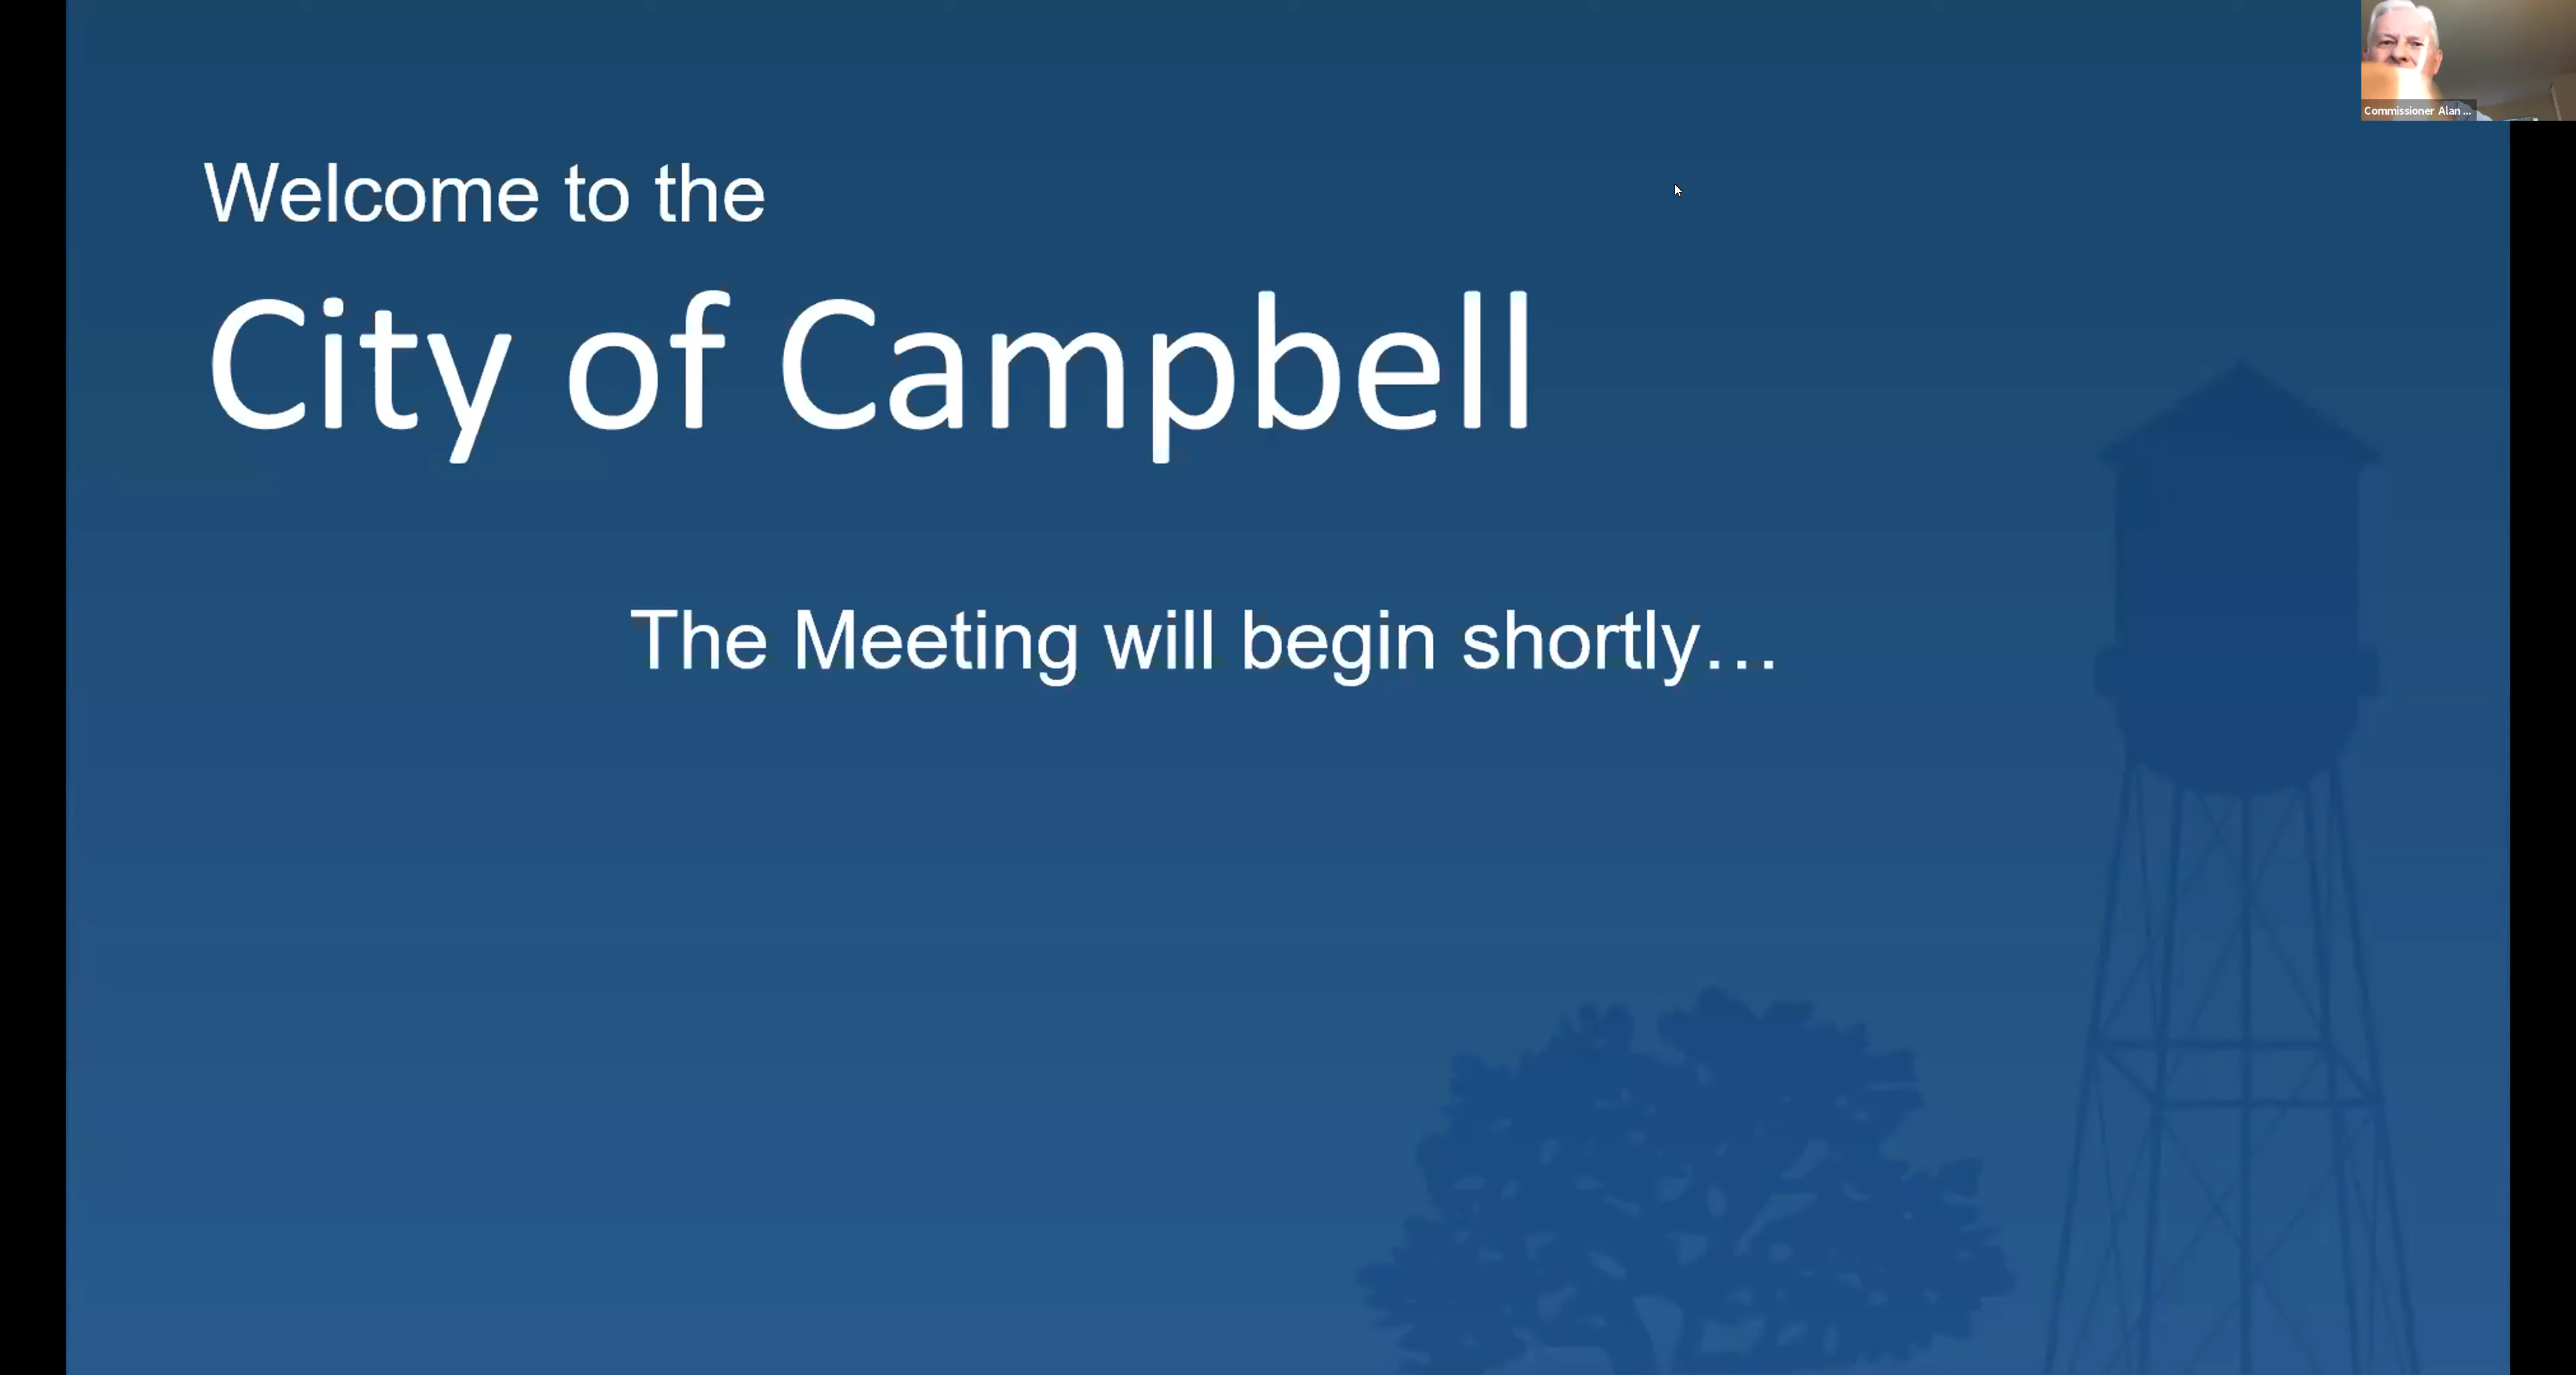 Commissioner Alan ...
Welcome to the
City of Campbell
The Meeting will begin shortly...